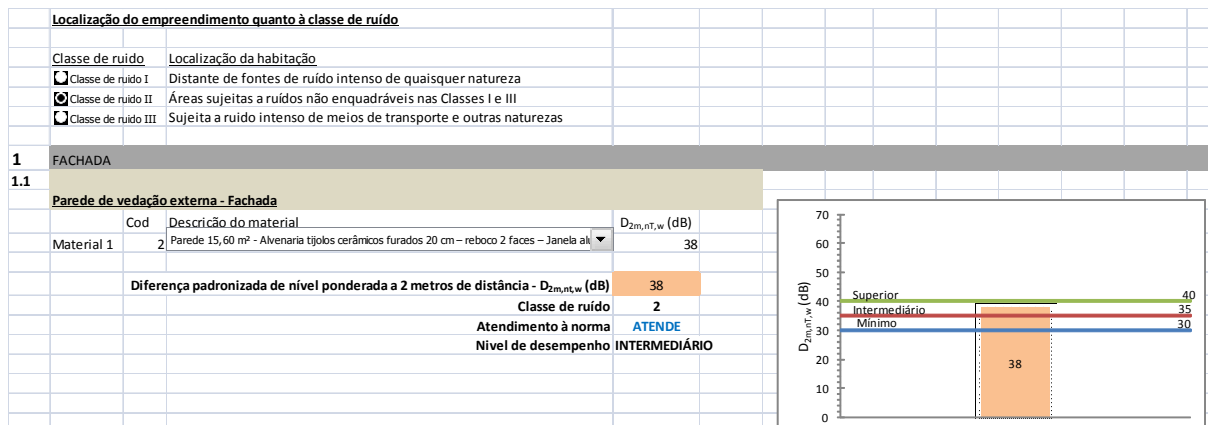 Localização do empreendimento quanto à classe de ruído
Classe de ruido Localização da habitação
Classe de ruido I Distante de fontes de ruído intenso de quaisquer natureza
Classe de ruido II Áreas sujeitas a ruídos não enquadráveis nas Classes I e III
Classe de ruido III Sujeita a ruido intenso de meios de transporte e outras naturezas
1 FACHADA
1.1
Parede de vedação externa - Fachada
Cod Descrição do material D2m,nT,w (dB)
Material 1 2 Parede 15,60 m² - Alvenaria tijolos cerâmicos furados 20 cm – reboco 2 faces – Janela alu 38
Diferença padronizada de nível ponderada a 2 metros de distância - D2m,nt,w (dB) 38
Classe de ruído 2
Atendimento à norma ATENDE
Nivel de desempenho INTERMEDIÁRIO
D2m,nT,w (dB)
70
60
50
40
30
20
10
0
Superior 40
Intermediário 35
Mínimo 30
38